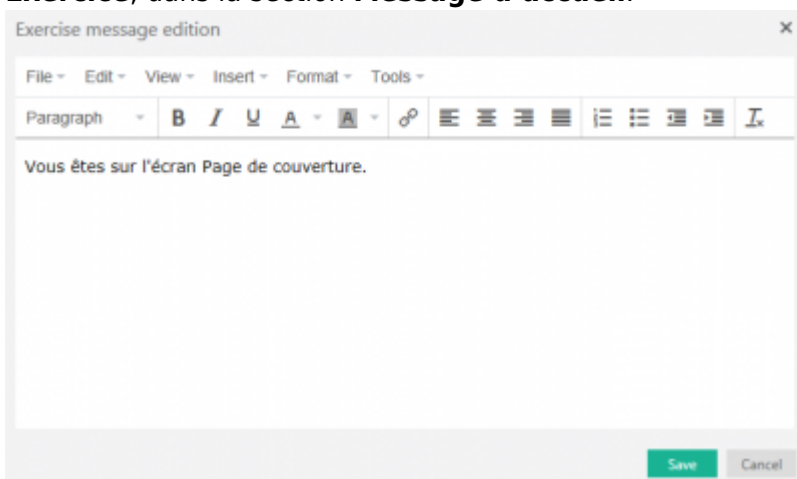 Exercice, dans la section Message d'accueil.
Exercise message edition ×
File Edit View Insert Format Tools
Paragraph B I U A A Tx
Vous êtes sur l'écran Page de couverture.
Save Cancel